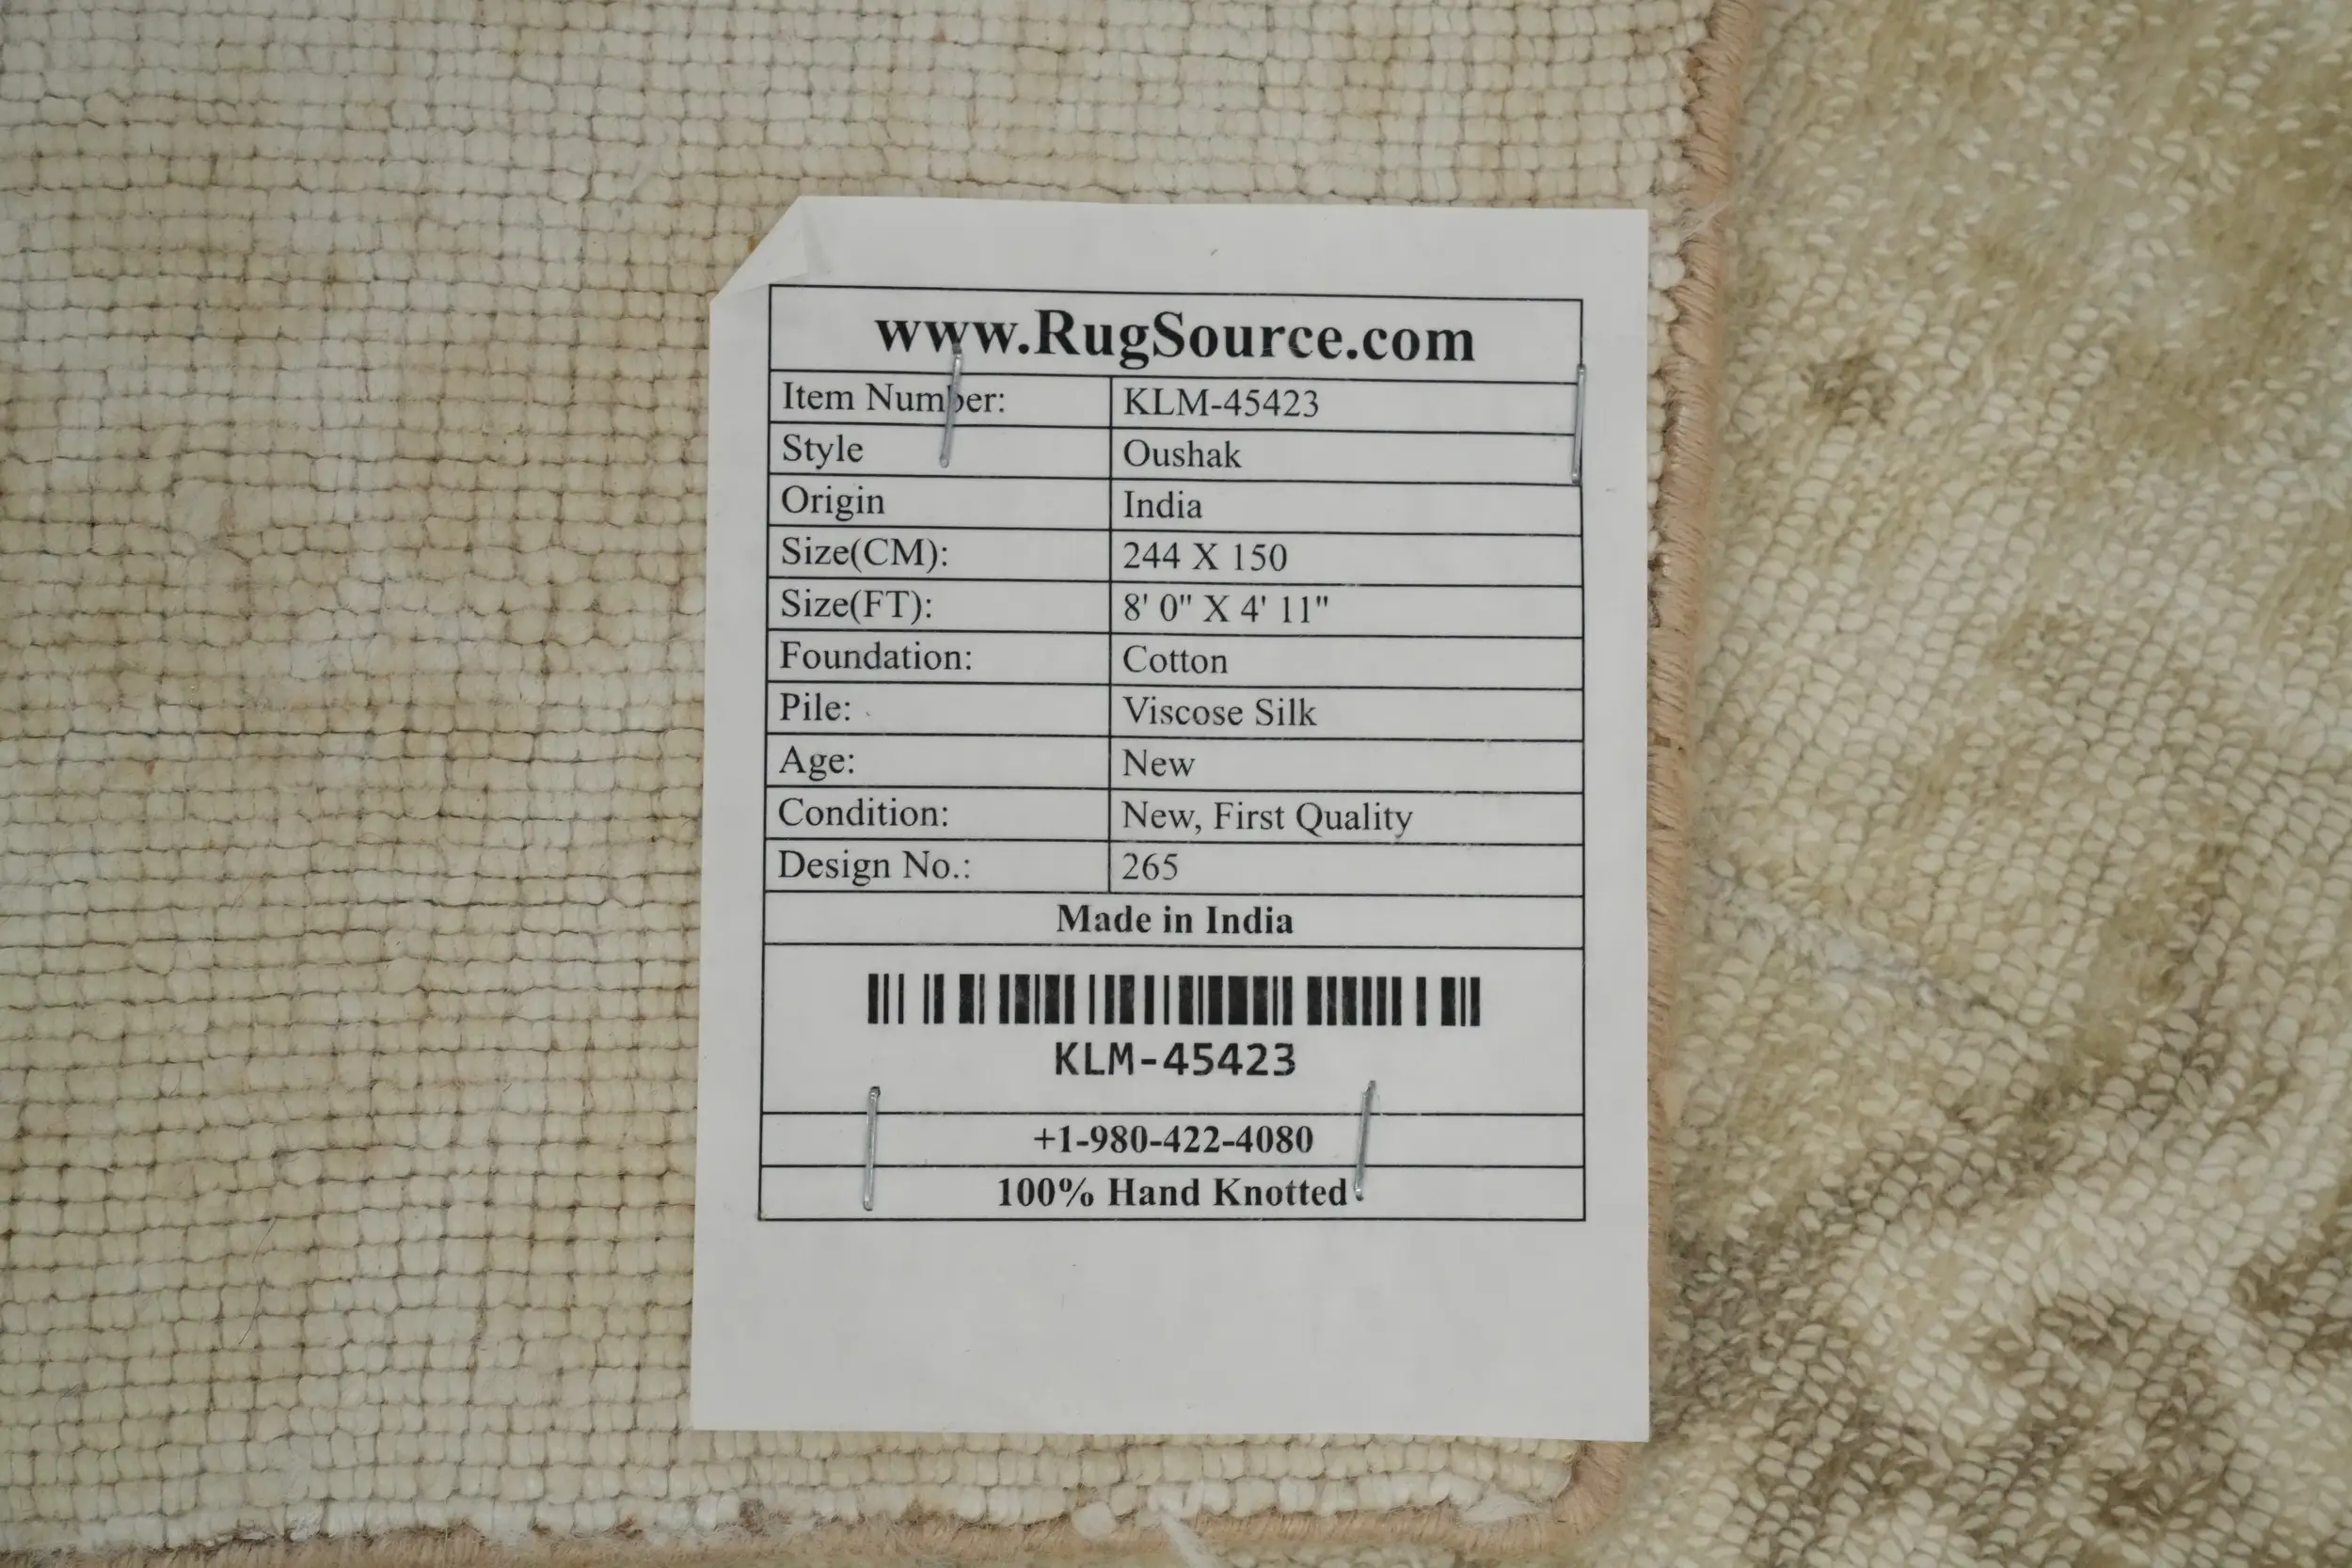 www.RugSource.com
Item Number: KLM-45423
Style Oushak
Origin India
Size(CM): 244 X 150
Size(FT): 8' 0" X 4' 11"
Foundation: Cotton
Pile: Viscose Silk
Age: New
Condition: New, First Quality
Design No.: 265
Made in India
KLM-45423
+1-980-422-4080
100% Hand Knotted